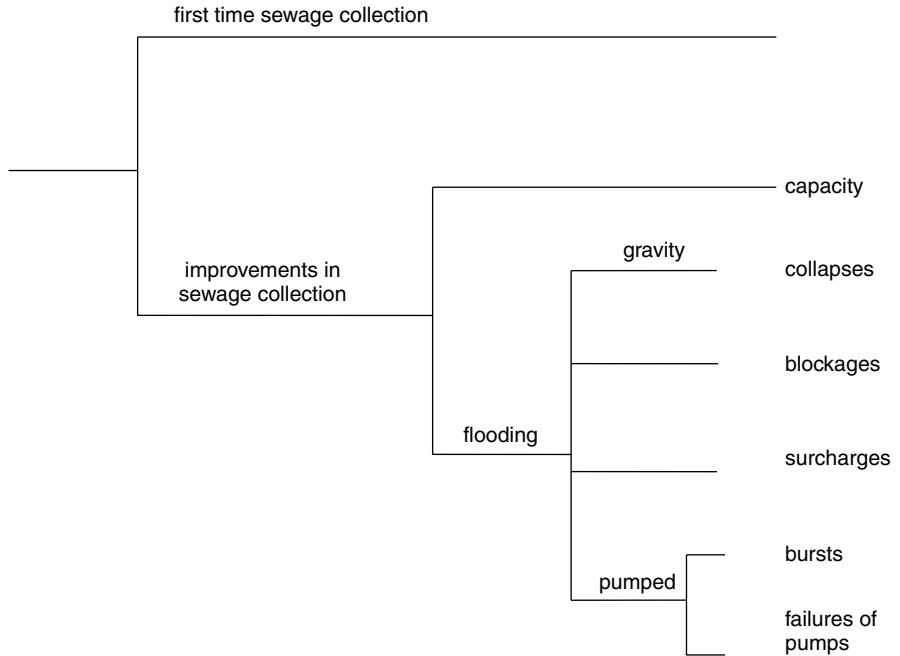 first time sewage collection
capacity
gravity
improvements in
sewage collection
collapses
blockages
flooding
surcharges
bursts
pumped
failures of
pumps